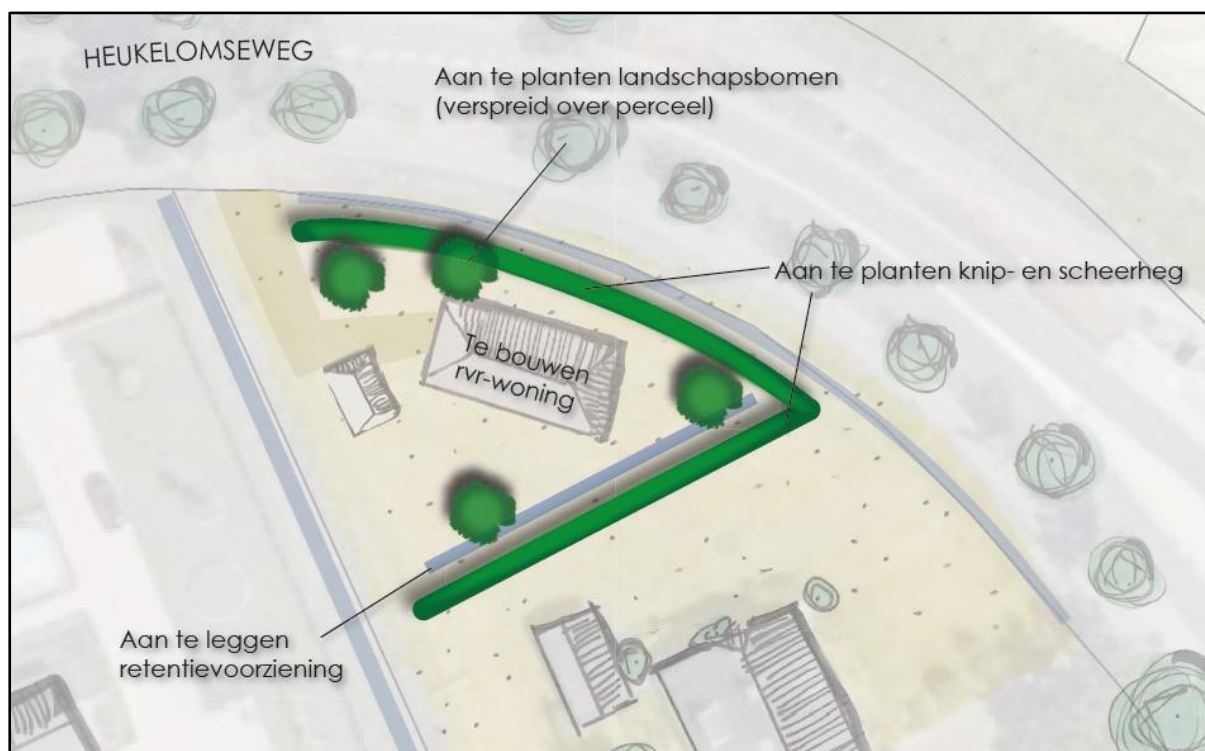 HEUKELOMSEWEG
Aan te planten landschapsbomen
(verspreid over perceel)
Aan te planten knip- en scheerheg
Te bouwen
rvr-woning
Aan te leggen
retentievoorziening